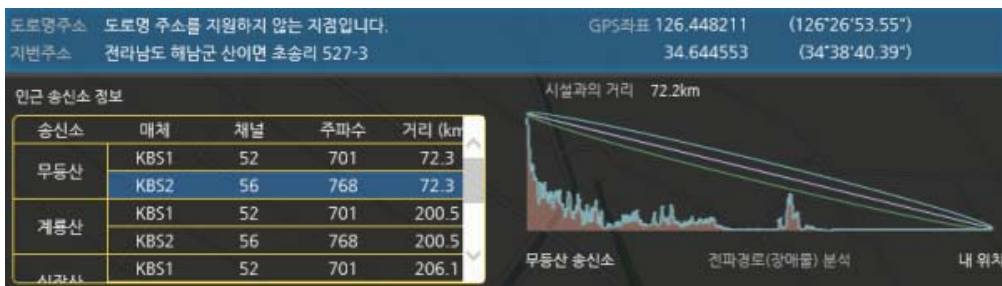 도로명주소 도로명 주소를 지원하지 않는 지점입니다.
지번주소 전라남도 해남군 산이면 초송리 527-3
GPS좌표 126.448211 (126°26'53.55")
34.644553 (34°38'40.39")
인근 송신소 정보
송신소 매체 채널 주파수 거리 (km
무등산 KBS1 52 701 72.3
KBS2 56 768 72.3
계룡산 KBS1 52 701 200.5
KBS2 56 768 200.5
KBS1 52 701 206.1
시설과의 거리 72.2km
무등산 송신소 전파경로(장애물) 분석 내 위치